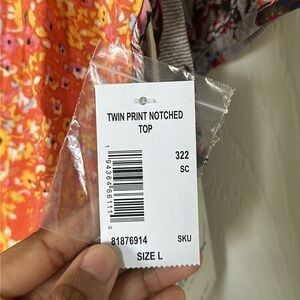 TWIN PRINT NOTCHED
TOP
322
SC
81876914 SKU
SIZE L